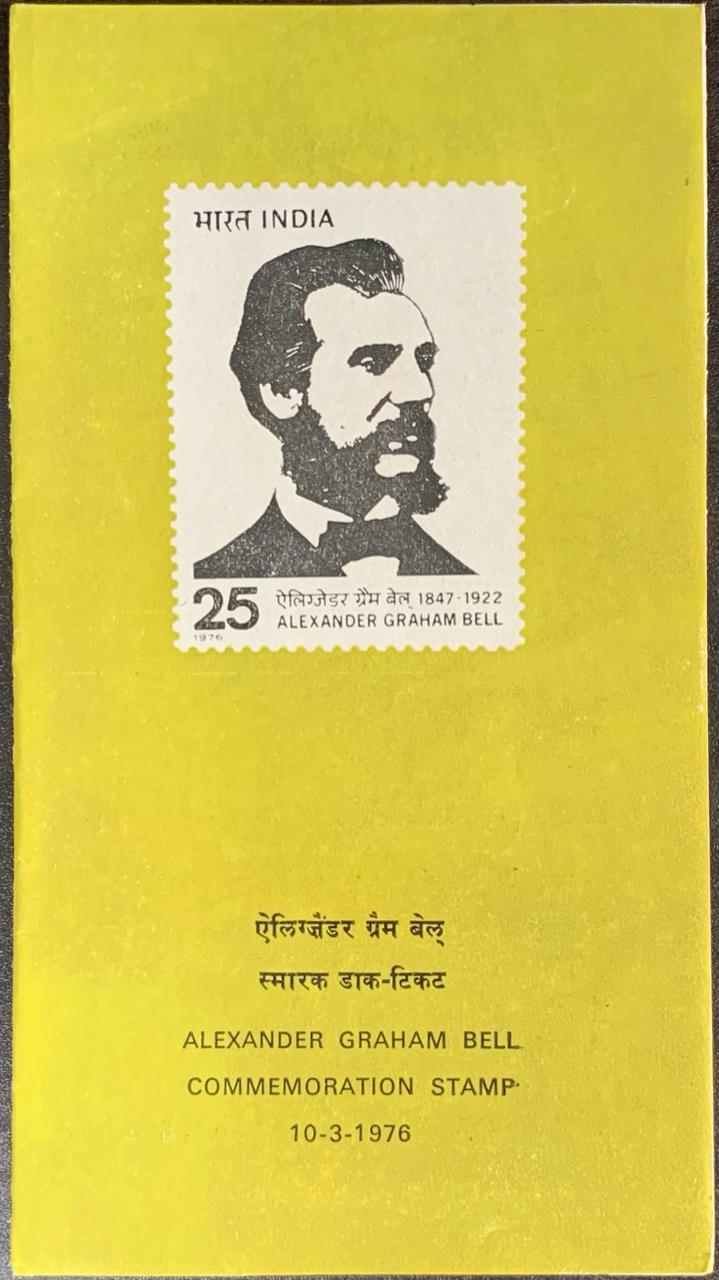 भारत INDIA
25
1976
ऐलिग्जेंडर ग्रैम बेल् 1847-1922
ALEXANDER GRAHAM BELL
ऐलिग्ज़ैंडर ग्रैम बेल्
स्मारक डाक-टिकट
ALEXANDER GRAHAM BELL
COMMEMORATION STAMP
10-3-1976